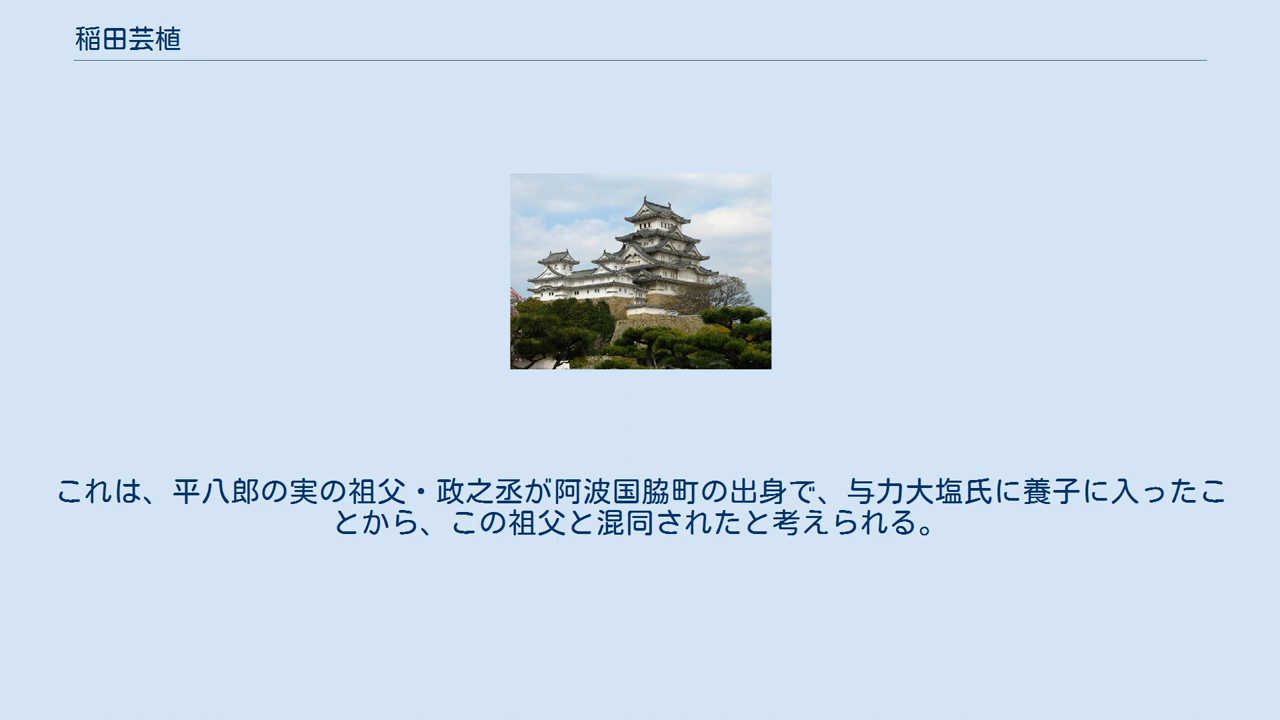 稲田芸植
これは、平八郎の実の祖父・政之丞が阿波国脇町の出身で、与力大塩氏に養子に入ったこ
とから、この祖父と混同されたと考えられる。